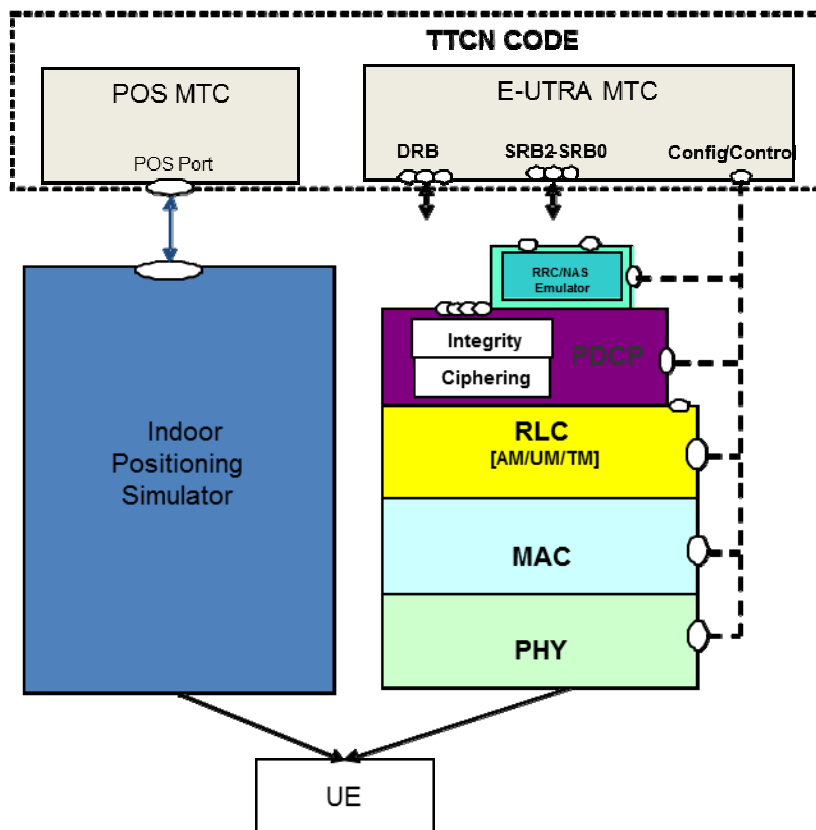 TTCN CODE
POS MTC
POS Port
E-UTRA MTC
DRB
SRB2-SRB0
Config/Control
RRC/NAS
Emulator
Integrity
Ciphering
PDCP
Indoor
Positioning
Simulator
RLC
[AM/UM/TM]
MAC
PHY
UE